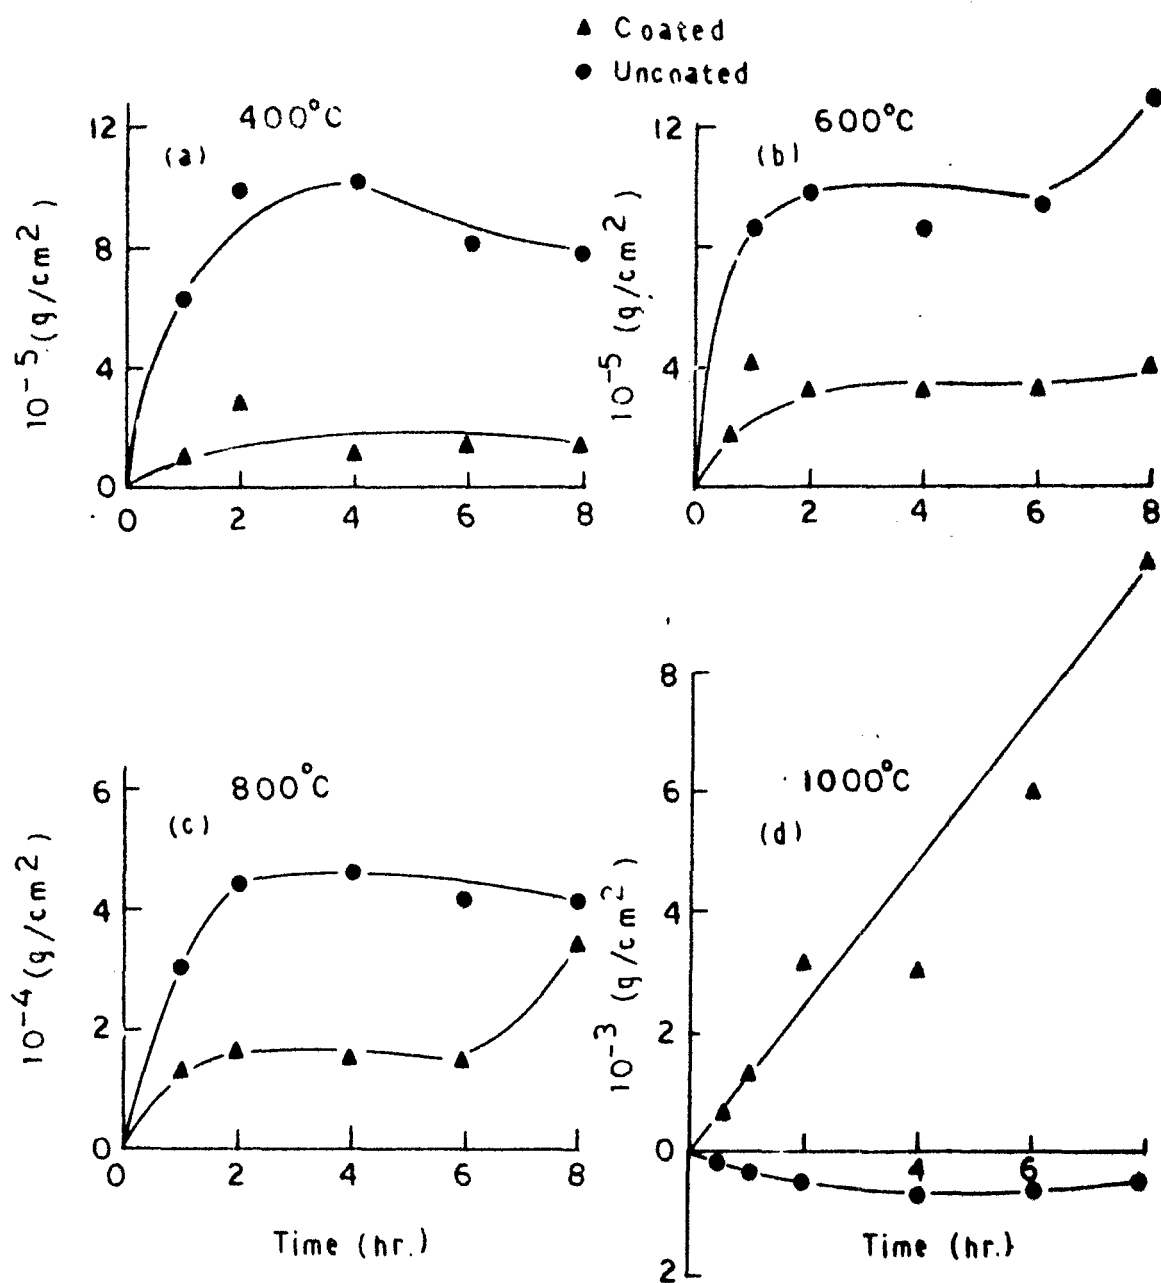 ▲ Coated
● Uncoated
400°C
(a)
12
8
4
0
10⁻⁵ (g/cm²)
0 2 4 6 8
600°C
(b)
12
4
10⁻⁵ (g/cm²)
0 2 4 6 8
800°C
(c)
6
4
2
0
10⁻⁴ (g/cm²)
0 2 4 6 8
Time (hr.)
1000°C
(d)
8
6
4
2
0
2
10⁻³ (g/cm²)
4 6
Time (hr.)